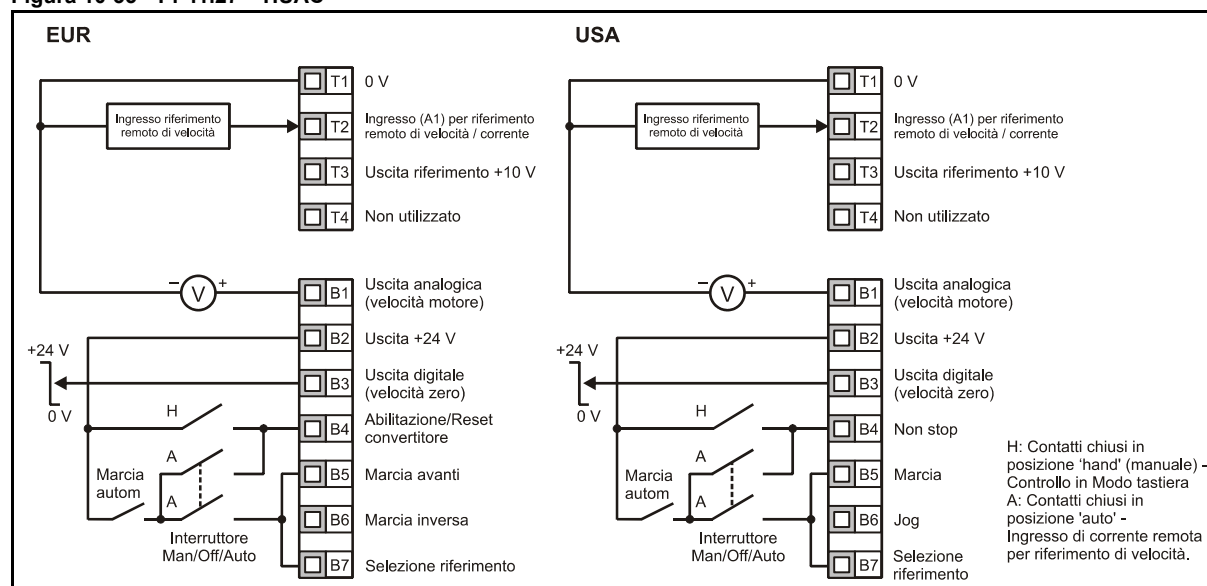 EUR
T1 0 V
Ingresso riferimento
remoto di velocità
T2 Ingresso (A1) per riferimento
remoto di velocità / corrente
T3 Uscita riferimento +10 V
T4 Non utilizzato
– V +
B1 Uscita analogica
(velocità motore)
B2 Uscita +24 V
+24 V
0 V
B3 Uscita digitale
(velocità zero)
H
B4 Abilitazione/Reset
convertitore
A
Marcia
autom
B5 Marcia avanti
A
B6 Marcia inversa
Interruttore
Man/Off/Auto
B7 Selezione riferimento
USA
T1 0 V
Ingresso riferimento
remoto di velocità
T2 Ingresso (A1) per riferimento
remoto di velocità / corrente
T3 Uscita riferimento +10 V
T4 Non utilizzato
– V +
B1 Uscita analogica
(velocità motore)
B2 Uscita +24 V
+24 V
0 V
B3 Uscita digitale
(velocità zero)
H
B4 Non stop
A
Marcia
autom
B5 Marcia
A
B6 Jog
Interruttore
Man/Off/Auto
B7 Selezione
riferimento
H: Contatti chiusi in
posizione 'hand' (manuale) -
Controllo in Modo tastiera
A: Contatti chiusi in
posizione 'auto' -
Ingresso di corrente remota
per riferimento di velocità.